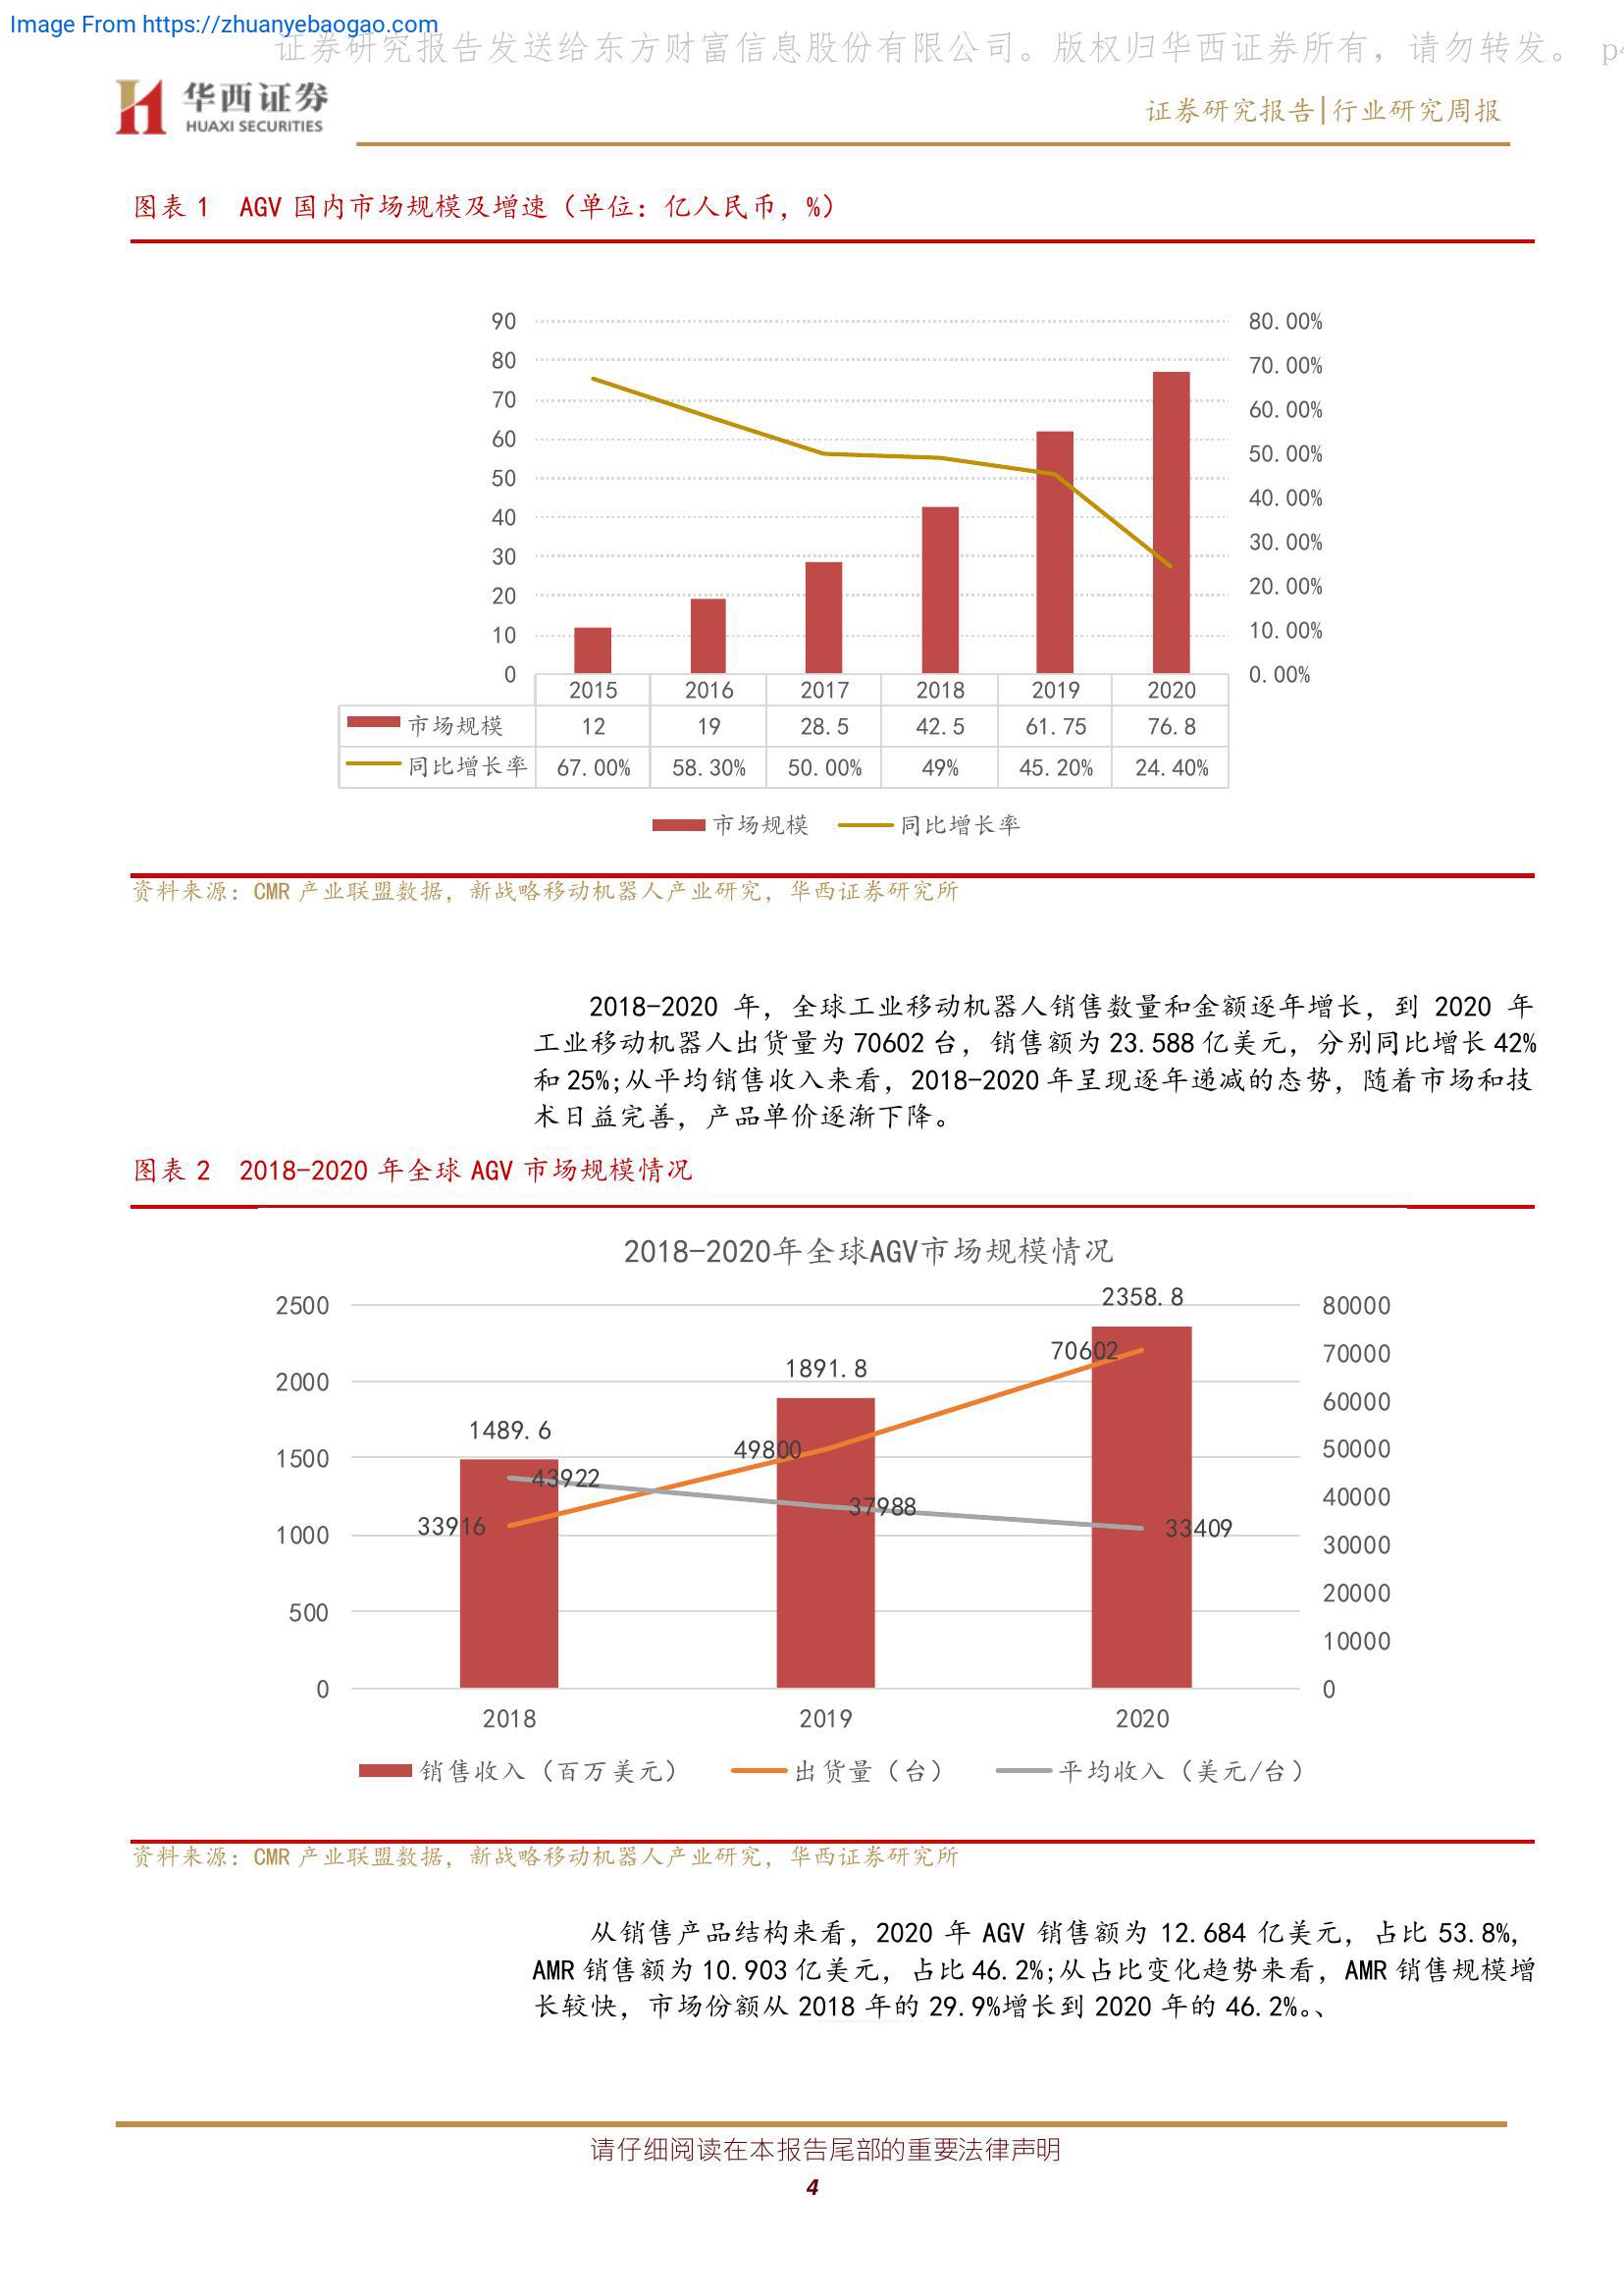 Image From https://zhuanyebaogao.com
证券研究报告发送给东方财富信息股份有限公司。版权归华西证券所有，请勿转发。 p4
华西证券
HUAXI SECURITIES
证券研究报告|行业研究周报
图表 1 AGV 国内市场规模及增速（单位：亿人民币，%）
90 80.00%
80 70.00%
70 60.00%
60 50.00%
50 40.00%
40 30.00%
30 20.00%
20 10.00%
10 0.00%
0
2015 2016 2017 2018 2019 2020
市场规模 12 19 28.5 42.5 61.75 76.8
同比增长率 67.00% 58.30% 50.00% 49% 45.20% 24.40%
市场规模 同比增长率
资料来源：CMR 产业联盟数据，新战略移动机器人产业研究，华西证券研究所
2018-2020 年，全球工业移动机器人销售数量和金额逐年增长，到 2020 年
工业移动机器人出货量为 70602 台，销售额为 23.588 亿美元，分别同比增长 42%
和 25%;从平均销售收入来看，2018-2020 年呈现逐年递减的态势，随着市场和技
术日益完善，产品单价逐渐下降。
图表 2 2018-2020 年全球 AGV 市场规模情况
2018-2020年全球AGV市场规模情况
2500 2358.8 80000
70602 70000
2000 1891.8 60000
1500 1489.6 49800 50000
43922 37988 40000
1000 33916 33409 30000
20000
500 10000
0 0
2018 2019 2020
销售收入（百万美元） 出货量（台） 平均收入（美元/台）
资料来源：CMR 产业联盟数据，新战略移动机器人产业研究，华西证券研究所
从销售产品结构来看，2020 年 AGV 销售额为 12.684 亿美元，占比 53.8%，
AMR 销售额为 10.903 亿美元，占比 46.2%;从占比变化趋势来看，AMR 销售规模增
长较快，市场份额从 2018 年的 29.9%增长到 2020 年的 46.2%。、
请仔细阅读在本报告尾部的重要法律声明
4